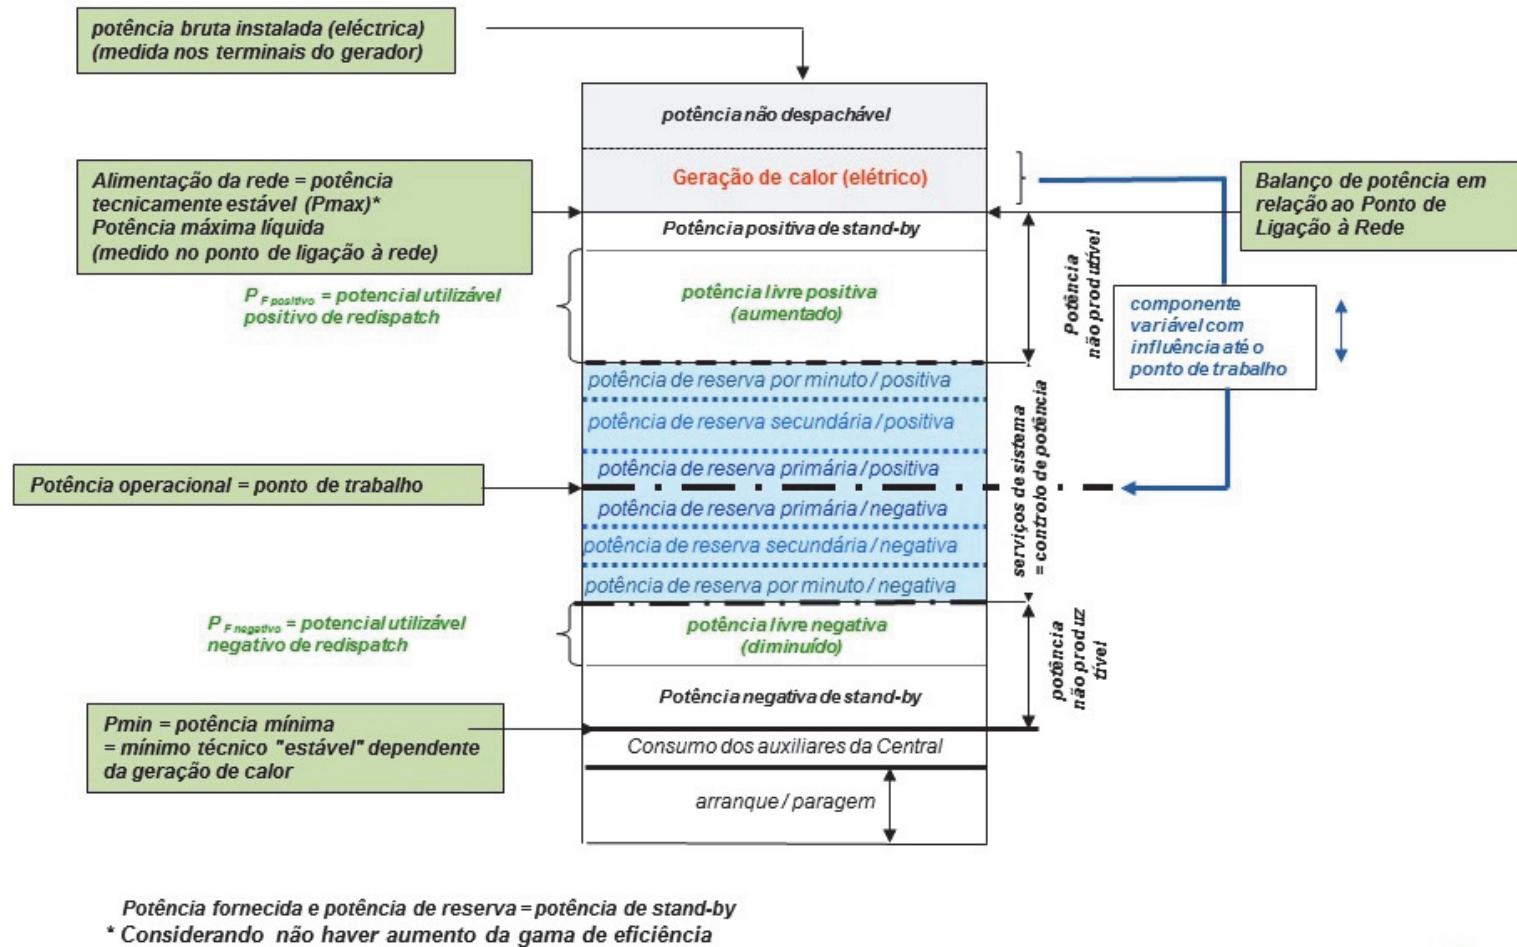 potência bruta instalada (eléctrica)
(medida nos terminais do gerador)
potência não despachável
Geração de calor (elétrico)
Alimentação da rede = potência
tecnicamente estável (Pmax)*
Potência máxima líquida
(medido no ponto de ligação à rede)
Balanço de potência em
relação ao Ponto de
Ligação à Rede
Potência positiva de stand-by
P F positivo = potencial utilizável
positivo de redispatch
potência livre positiva
(aumentado)
Potência
não produtível
componente
variável com
influência até o
ponto de trabalho
potência de reserva por minuto / positiva
potência de reserva secundária / positiva
potência de reserva primária / positiva
Potência operacional = ponto de trabalho
potência de reserva primária / negativa
potência de reserva secundária / negativa
potência de reserva por minuto / negativa
serviços de sistema
= controlo de potência
P F negativo = potencial utilizável
negativo de redispatch
potência livre negativa
(diminuído)
potência
não produz
tível
Potência negativa de stand-by
Pmin = potência mínima
= mínimo técnico "estável" dependente
da geração de calor
Consumo dos auxiliares da Central
arranque / paragem
Potência fornecida e potência de reserva = potência de stand-by
* Considerando não haver aumento da gama de eficiência